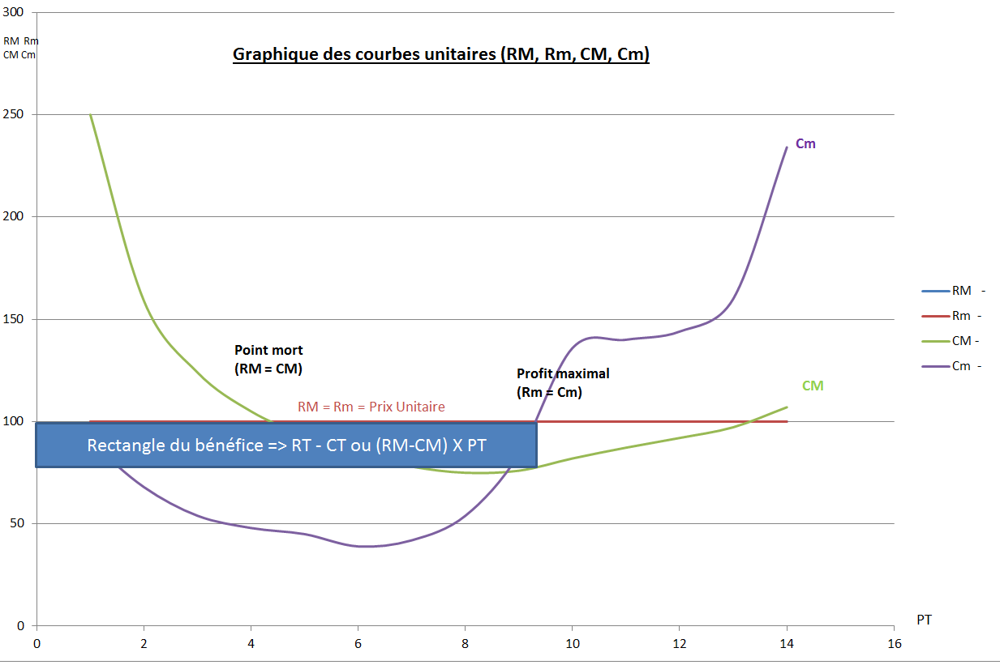 300
RM Rm
CM Cm
Graphique des courbes unitaires (RM, Rm, CM, Cm)
250
Cm
200
RM -
150
Rm -
Point mort
(RM = CM)
CM -
Profit maximal
(Rm = Cm)
Cm -
CM
RM = Rm = Prix Unitaire
100
Rectangle du bénéfice => RT - CT ou (RM-CM) X PT
50
0
PT
0 2 4 6 8 10 12 14 16